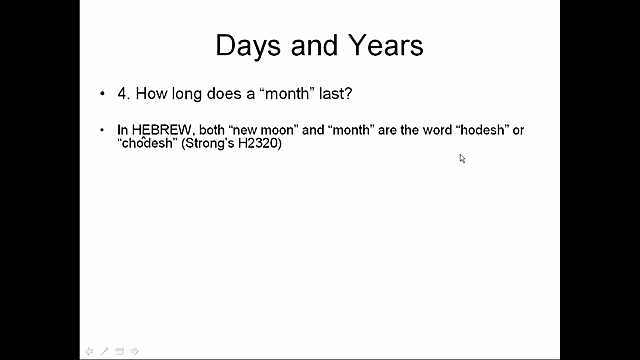 Days and Years
• 4. How long does a “month” last?
• In HEBREW, both “new moon” and “month” are the word “hodesh” or
“chôdesh” (Strong’s H2320)